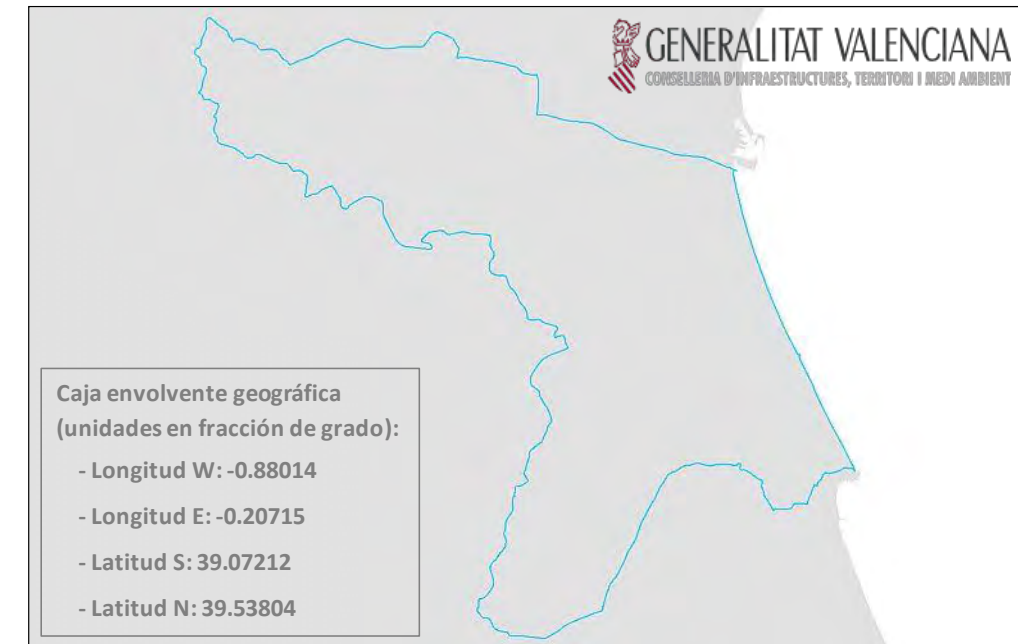 GENERALITAT VALENCIANA
CONSELLERIA D'INFRAESTRUCTURES, TERRITORI I MEDI AMBIENT
Caja envolvente geográfica
(unidades en fracción de grado):
- Longitud W: -0.88014
- Longitud E: -0.20715
- Latitud S: 39.07212
- Latitud N: 39.53804